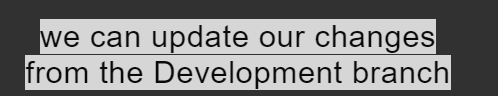 we can update our changes
from the Development branch